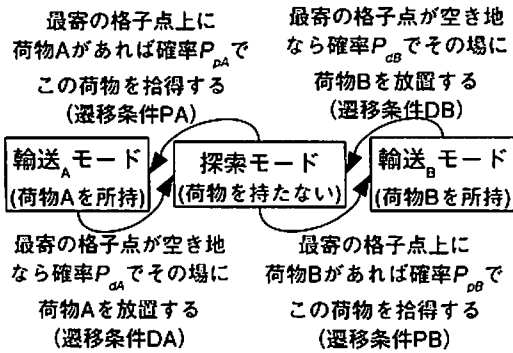 最寄の格子点上に
荷物Aがあれば確率PpAで
この荷物を拾得する
(遷移条件PA)
最寄の格子点が空き地
なら確率PdBでその場に
荷物Bを放置する
(遷移条件DB)
輸送Aモード
(荷物Aを所持)
探索モード
(荷物を持たない)
輸送Bモード
(荷物Bを所持)
最寄の格子点が空き地
なら確率PdAでその場に
荷物Aを放置する
(遷移条件DA)
最寄の格子点上に
荷物Bがあれば確率PpBで
この荷物を拾得する
(遷移条件PB)